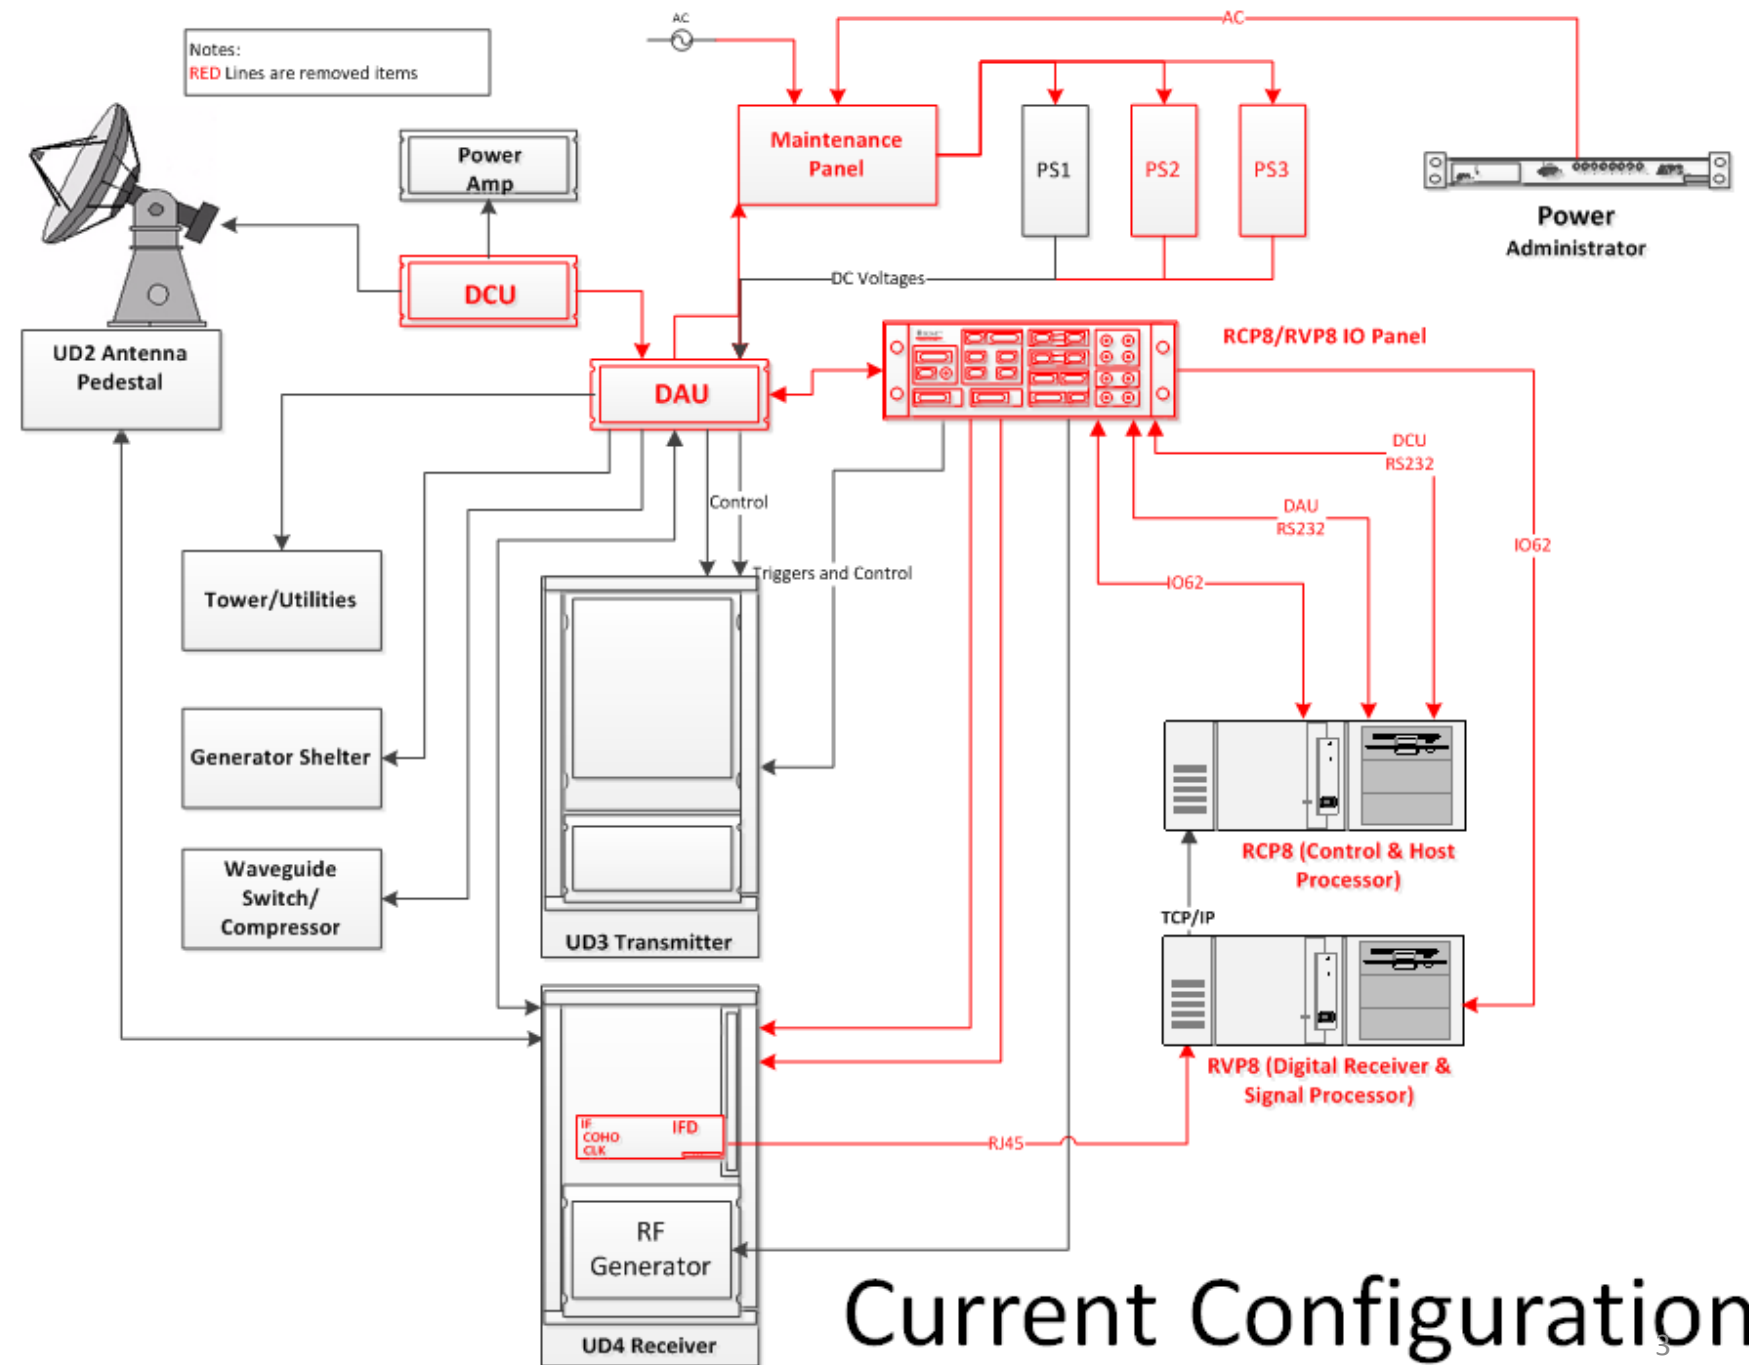 AC
AC
Notes:
RED Lines are removed items
Power
Amp
Maintenance
Panel
PS1
PS2
PS3
Power
Administrator
DCU
DC Voltages
UD2 Antenna
Pedestal
RCP8/RVP8 IO Panel
DAU
DCU
RS232
Control
DAU
RS232
IO62
Triggers and Control
IO62
Tower/Utilities
Generator Shelter
RCP8 (Control & Host
Processor)
Waveguide
Switch/
Compressor
TCP/IP
UD3 Transmitter
RVP8 (Digital Receiver &
Signal Processor)
IF
COHO
CLK
IFD
RJ45
RF
Generator
UD4 Receiver
Current Configuration
3